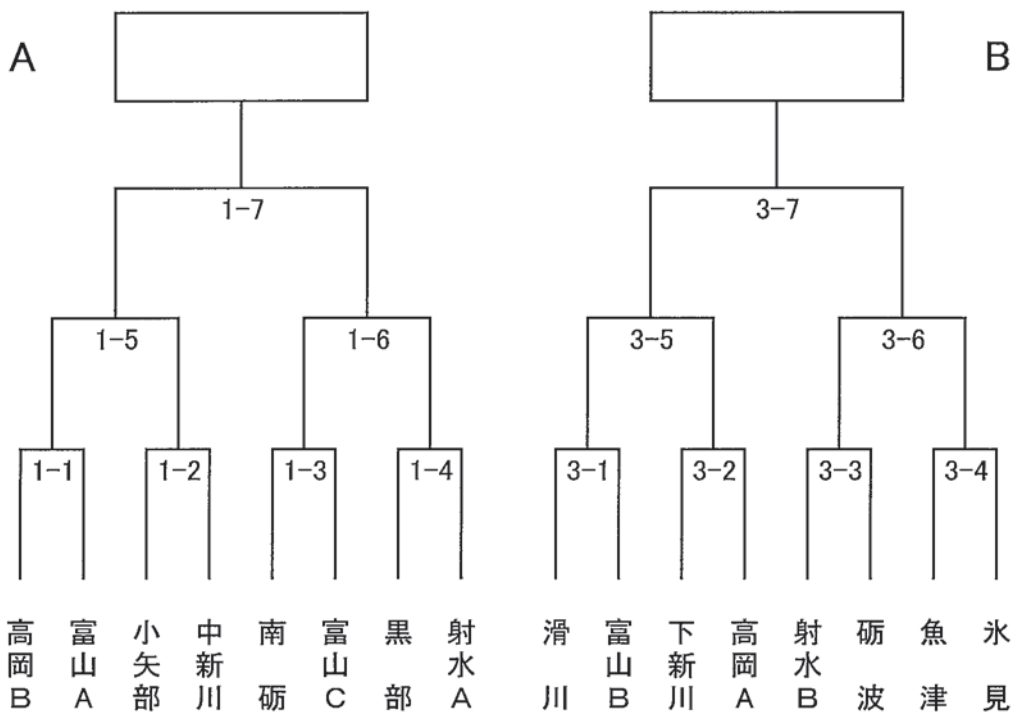 A
B
1-7
3-7
1-5
1-6
3-5
3-6
1-1
1-2
1-3
1-4
3-1
3-2
3-3
3-4
高岡B
富山A
小矢部
中新川
南砺
富山C
黒部
射水A
滑川
富山B
下新川
高岡A
射水B
砺波
魚津
氷見